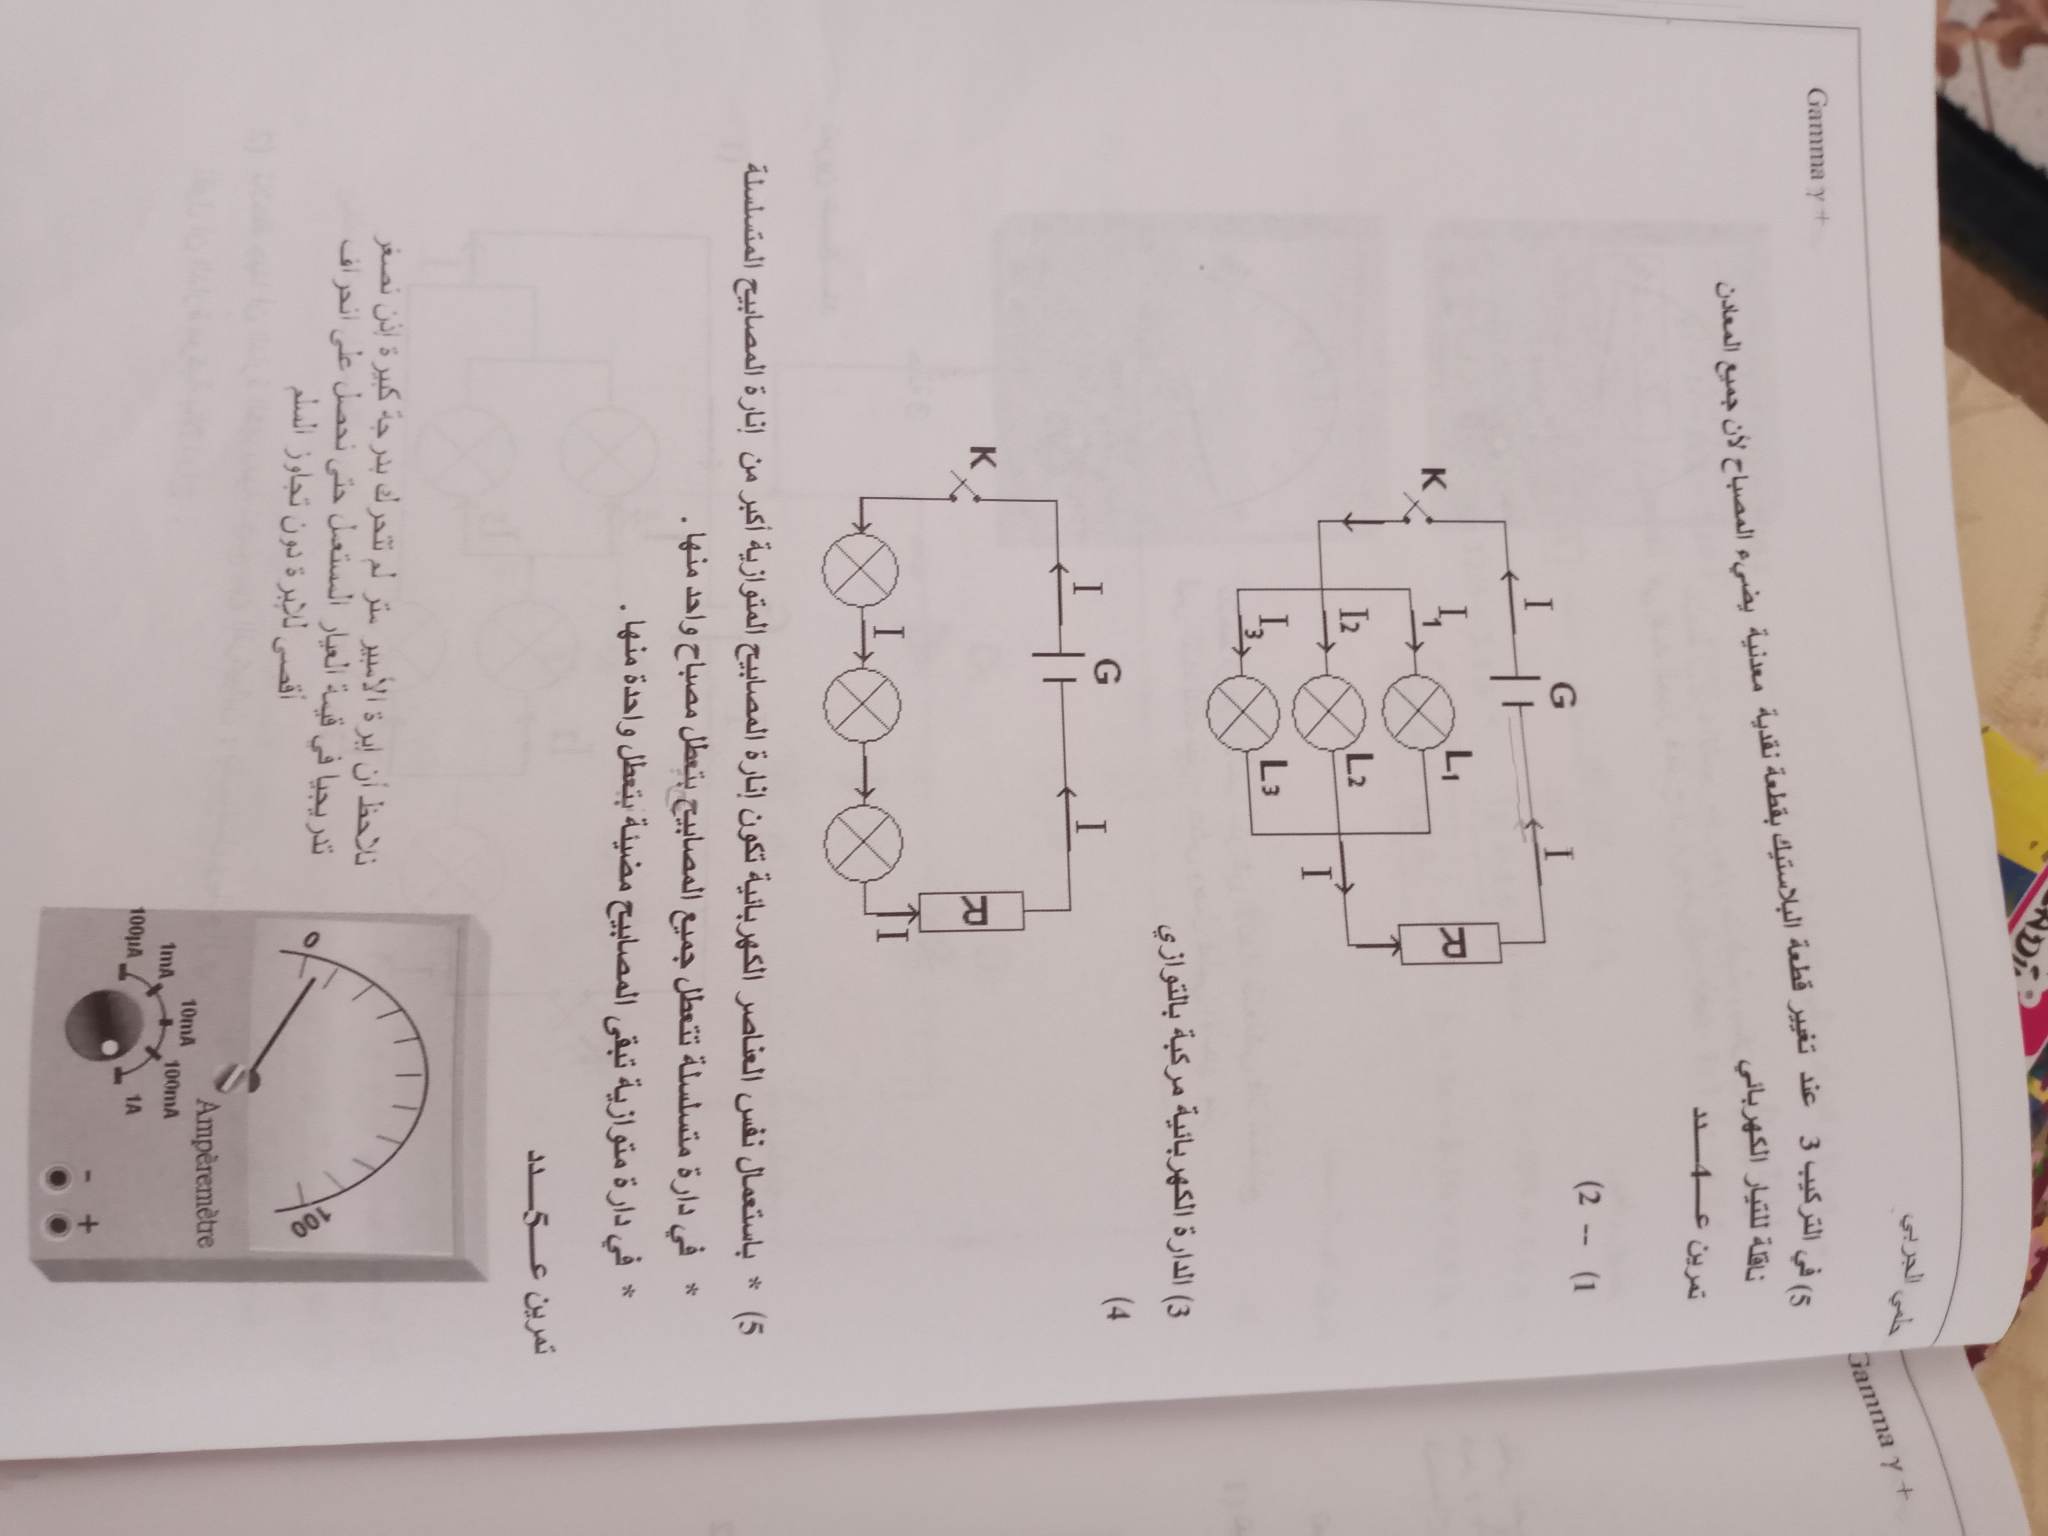 Gamma γ +
حلمي الجربي
5) في التركيب 3 عند تغيير قطعة البلاستيك بقطعة نقدية معدنية يضيء المصباح لأن جميع المعادن
ناقلة للتيار الكهربائي
تمرين عـــ4ــدد
1) -- 2)
G
I
I
K
I1
L1
I2
L2
I3
L3
I
R
3) الدارة الكهربائية مركبة بالتوازي
4)
G
I
I
K
I
I
R
5) * باستعمال نفس العناصر الكهربائية تكون إنارة المصابيح المتوازية أكبر من إنارة المصابيح المتسلسلة
* في دارة متسلسلة تتعطل جميع المصابيح بتعطل مصباح واحد منها .
* في دارة متوازية تبقى المصابيح مضيئة بتعطل واحدة منها .
تمرين عـــ5ــدد
نلاحظ أن إبرة الأمبير متر لم تتحرك بدرجة كبيرة إذن نصغر
تدريجيا في قيمة العيار المستعمل حتى نحصل على انحراف
أقصى للإبرة دون تجاوز السلم
0
100
Ampèremètre
100µA
1mA
10mA
100mA
1A
- +
Gamma γ +